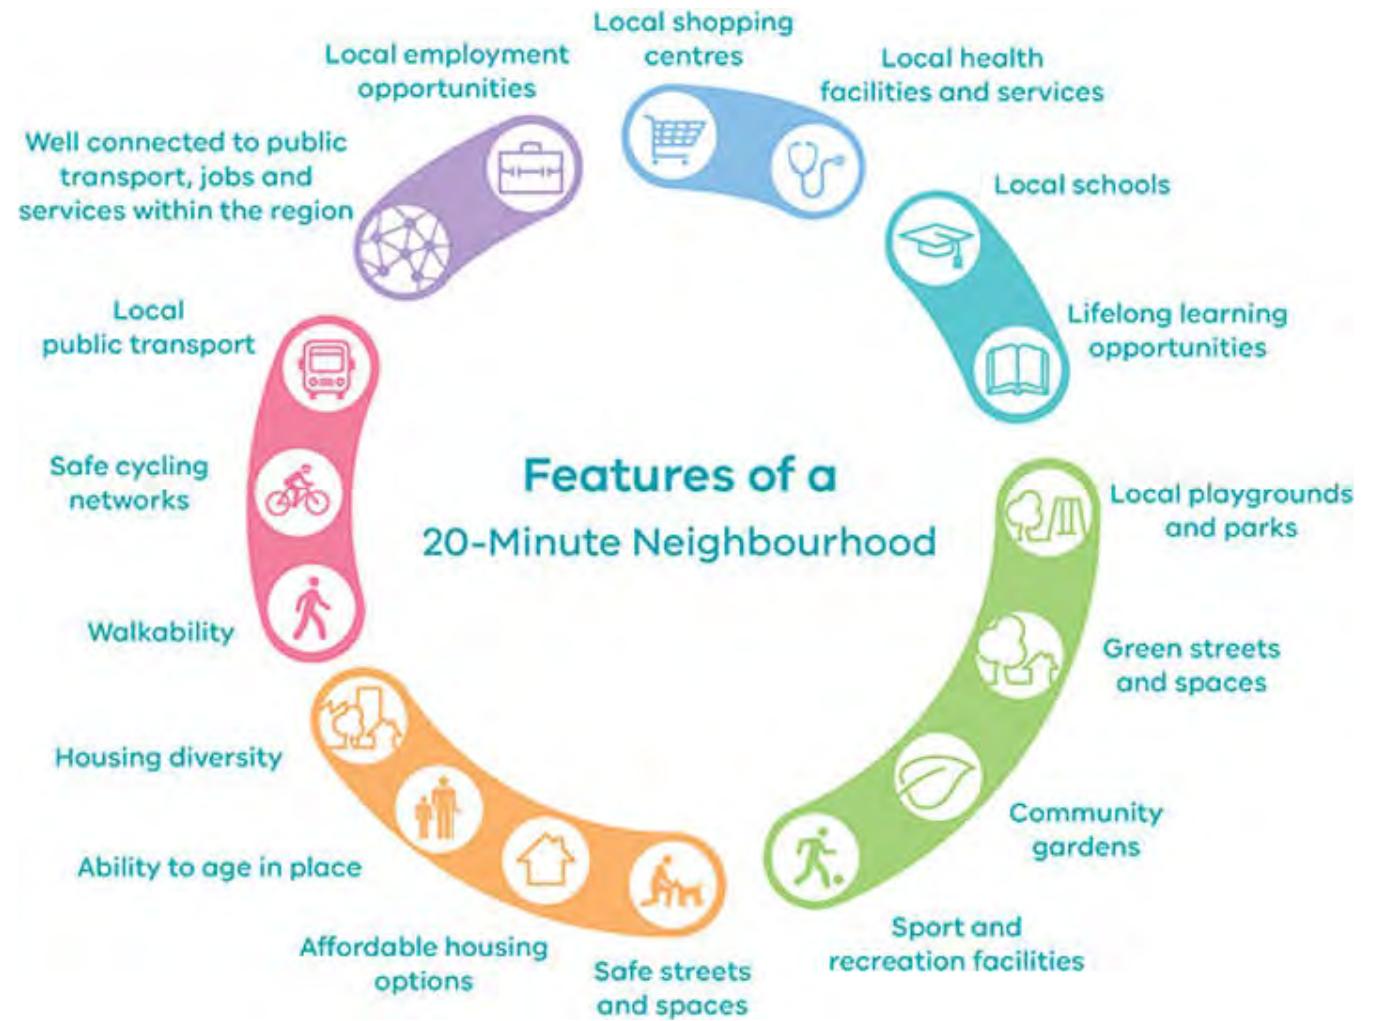 Features of a
20-Minute Neighbourhood
Local shopping
centres
Local health
facilities and services
Local schools
Lifelong learning
opportunities
Local playgrounds
and parks
Green streets
and spaces
Community
gardens
Sport and
recreation facilities
Safe streets
and spaces
Affordable housing
options
Ability to age in place
Housing diversity
Walkability
Safe cycling
networks
Local
public transport
Well connected to public
transport, jobs and
services within the region
Local employment
opportunities